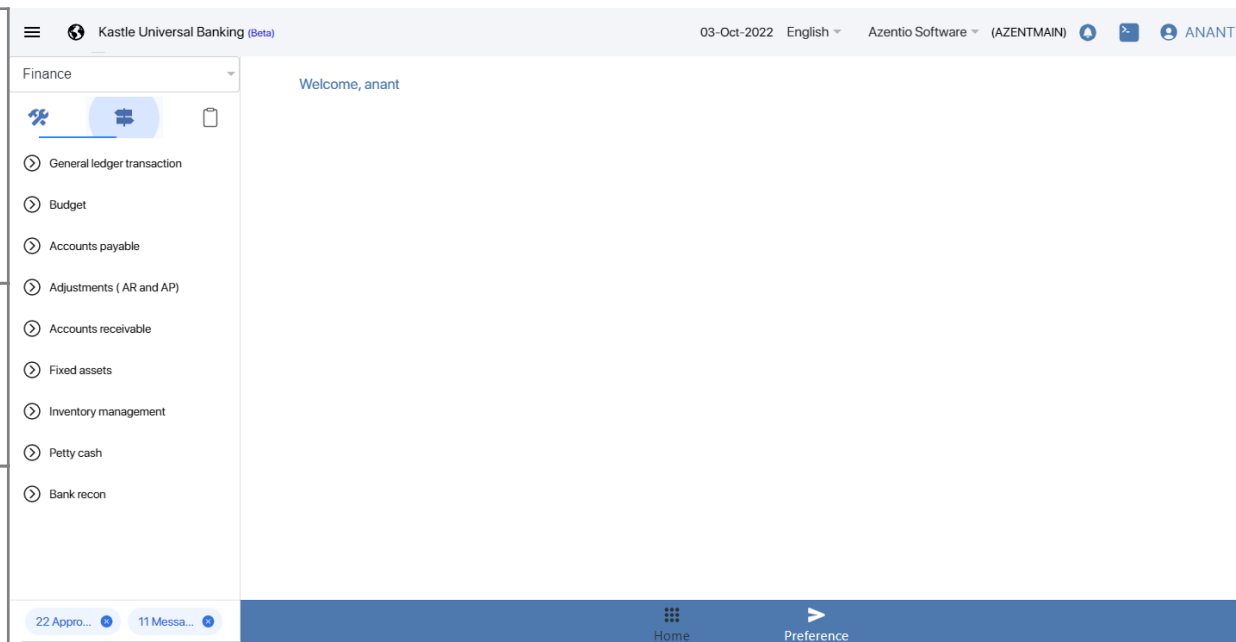 Kastle Universal Banking (Beta) 03-Oct-2022 English Azentio Software (AZENTMAIN) ANANT
Finance
Welcome, anant
General ledger transaction
Budget
Accounts payable
Adjustments ( AR and AP)
Accounts receivable
Fixed assets
Inventory management
Petty cash
Bank recon
22 Appro... 11 Messa...
Home Preference